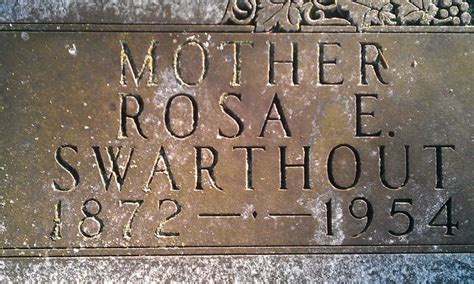 MOTHER
ROSA E.
SWARTHOUT
1872 — · — 1954